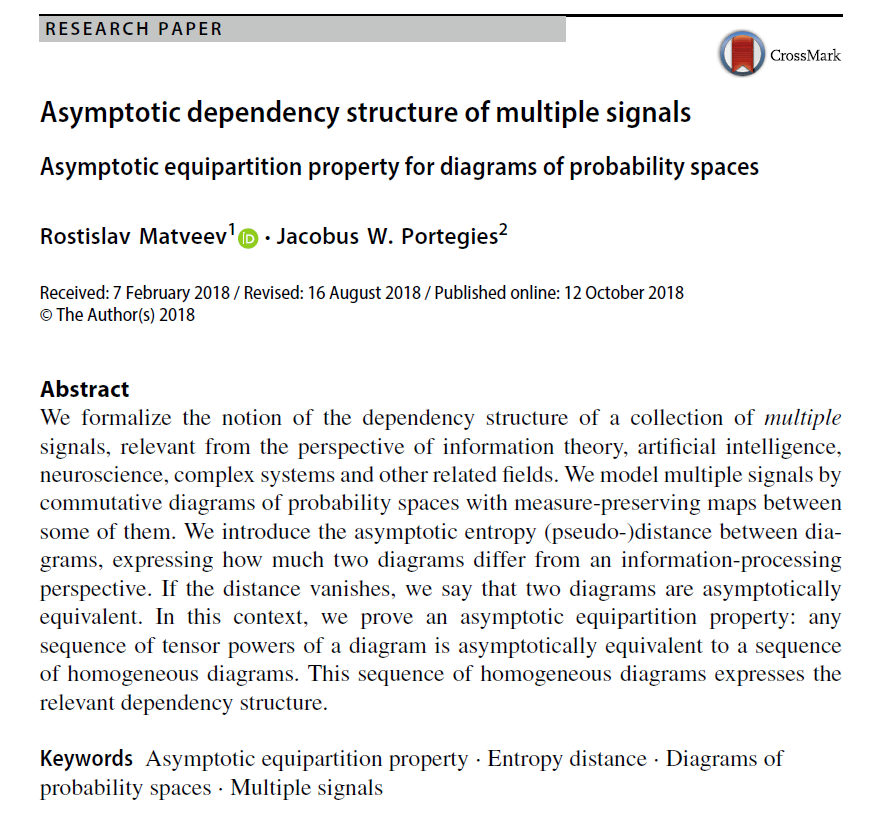 RESEARCH PAPER
CrossMark
Asymptotic dependency structure of multiple signals
Asymptotic equipartition property for diagrams of probability spaces
Rostislav Matveev¹ iD · Jacobus W. Portegies²
Received: 7 February 2018 / Revised: 16 August 2018 / Published online: 12 October 2018
© The Author(s) 2018
Abstract
We formalize the notion of the dependency structure of a collection of multiple
signals, relevant from the perspective of information theory, artificial intelligence,
neuroscience, complex systems and other related fields. We model multiple signals by
commutative diagrams of probability spaces with measure-preserving maps between
some of them. We introduce the asymptotic entropy (pseudo-)distance between dia-
grams, expressing how much two diagrams differ from an information-processing
perspective. If the distance vanishes, we say that two diagrams are asymptotically
equivalent. In this context, we prove an asymptotic equipartition property: any
sequence of tensor powers of a diagram is asymptotically equivalent to a sequence
of homogeneous diagrams. This sequence of homogeneous diagrams expresses the
relevant dependency structure.
Keywords Asymptotic equipartition property · Entropy distance · Diagrams of
probability spaces · Multiple signals